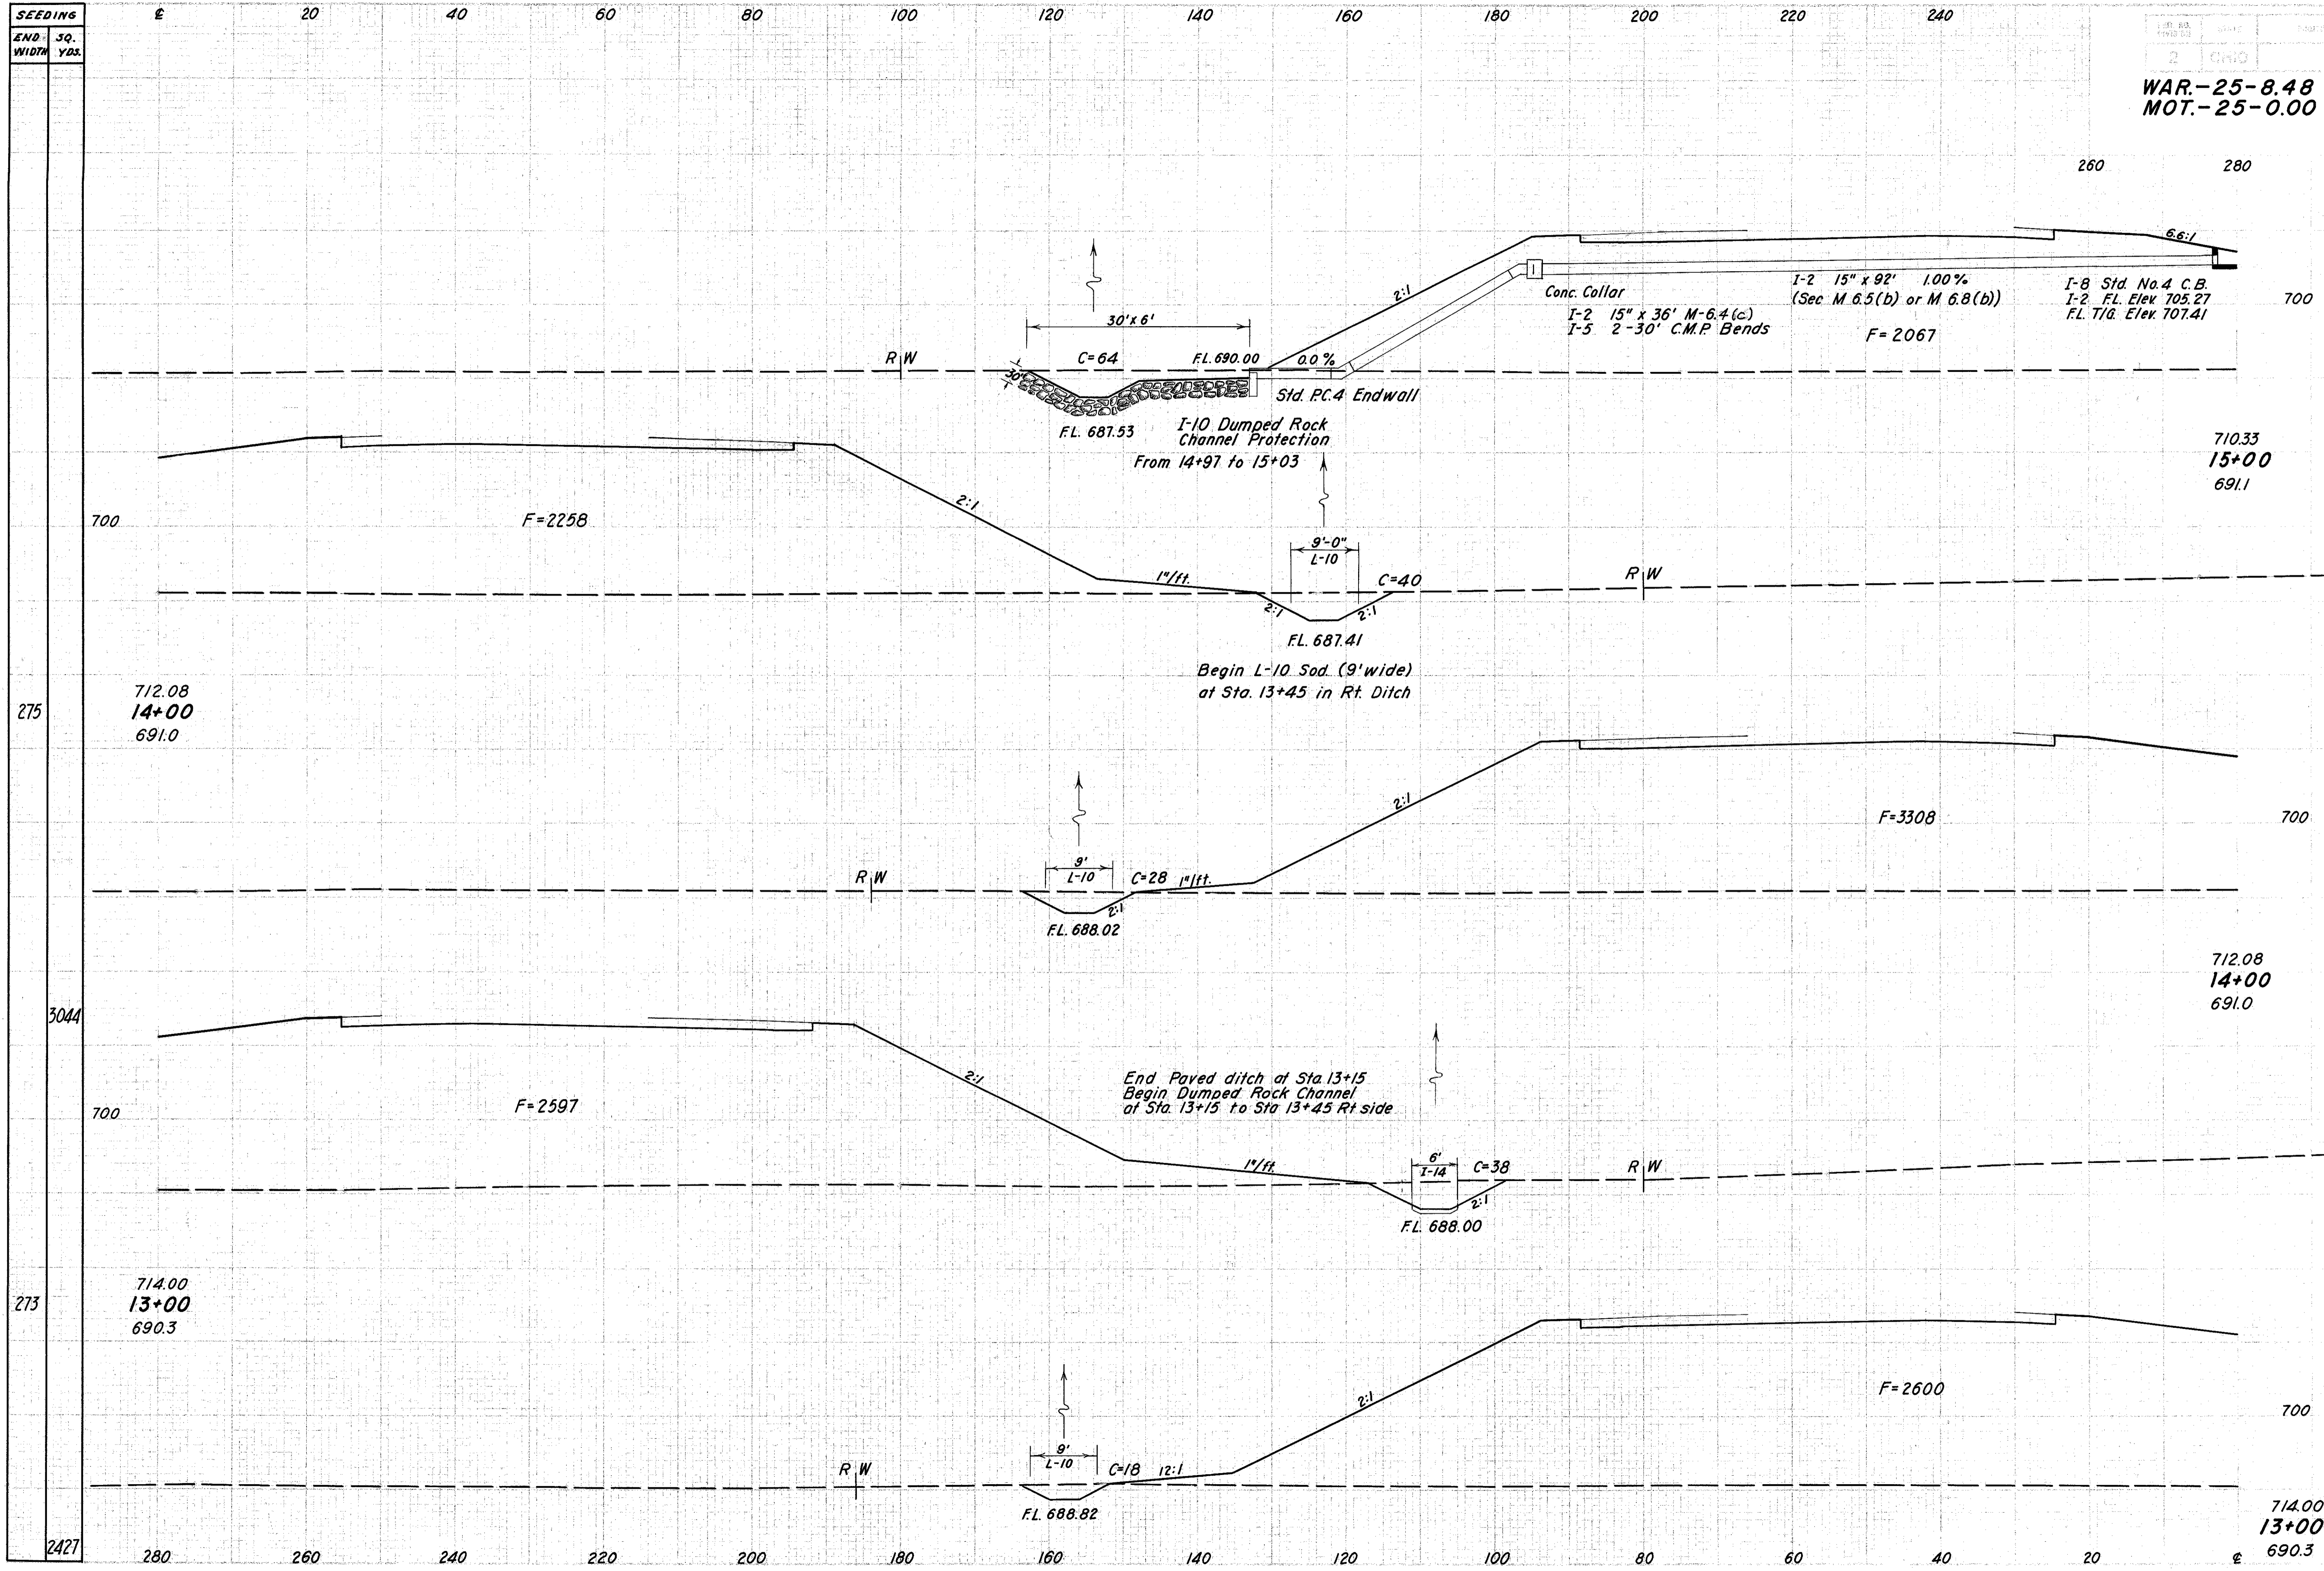 SEEDING
END WIDTH
SQ. YDS.
℄ 20 40 60 80 100 120 140 160 180 200 220 240
2 OHIO
WAR.-25-8.48
MOT.-25-0.00
260 280
6.6:1
2:1
Conc. Collar
I-2 15" x 36' M-6.4(c)
I-5 2-30' C.M.P. Bends
I-2 15" x 92' 1.00%
(Sec M 6.5(b) or M 6.8(b))
F=2067
I-8 Std. No.4 C.B.
I-2 F.L. Elev. 705.27
F.L. T/G. Elev. 707.41
700
30'x 6'
R W
C=64
F.L. 690.00
0.0%
30"
Std. P.C.4 Endwall
F.L. 687.53
I-10 Dumped Rock
Channel Protection
From 14+97 to 15+03
710.33
15+00
691.1
700
F=2258
2:1
9'-0"
L-10
1"/ft.
C=40
R W
2:1
2:1
F.L. 687.41
Begin L-10 Sod (9' wide)
at Sta. 13+45 in Rt. Ditch
275
712.08
14+00
691.0
2:1
F=3308
700
9'
L-10
R W
C=28
1"/ft.
2:1
F.L. 688.02
712.08
14+00
691.0
3044
2:1
End Paved ditch at Sta. 13+15
Begin Dumped Rock Channel
at Sta. 13+15 to Sta 13+45 Rt side
700
F=2597
1"/ft.
6'
I-14
C=38
R W
2:1
F.L. 688.00
273
714.00
13+00
690.3
2:1
F=2600
700
9'
L-10
R W
C=18
12:1
F.L. 688.82
714.00
13+00
690.3
2427
280 260 240 220 200 180 160 140 120 100 80 60 40 20 ℄